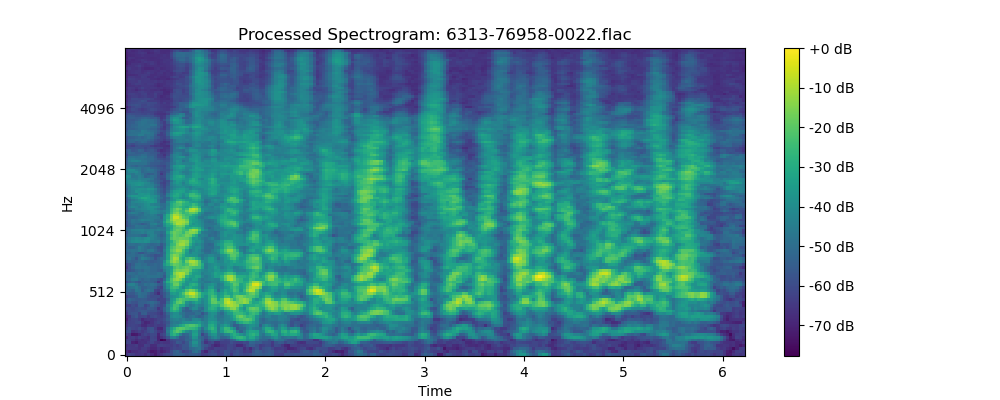 Processed Spectrogram: 6313-76958-0022.flac
+0 dB
-10 dB
-20 dB
-30 dB
-40 dB
-50 dB
-60 dB
-70 dB
4096
2048
1024
512
0
Hz
0 1 2 3 4 5 6
Time